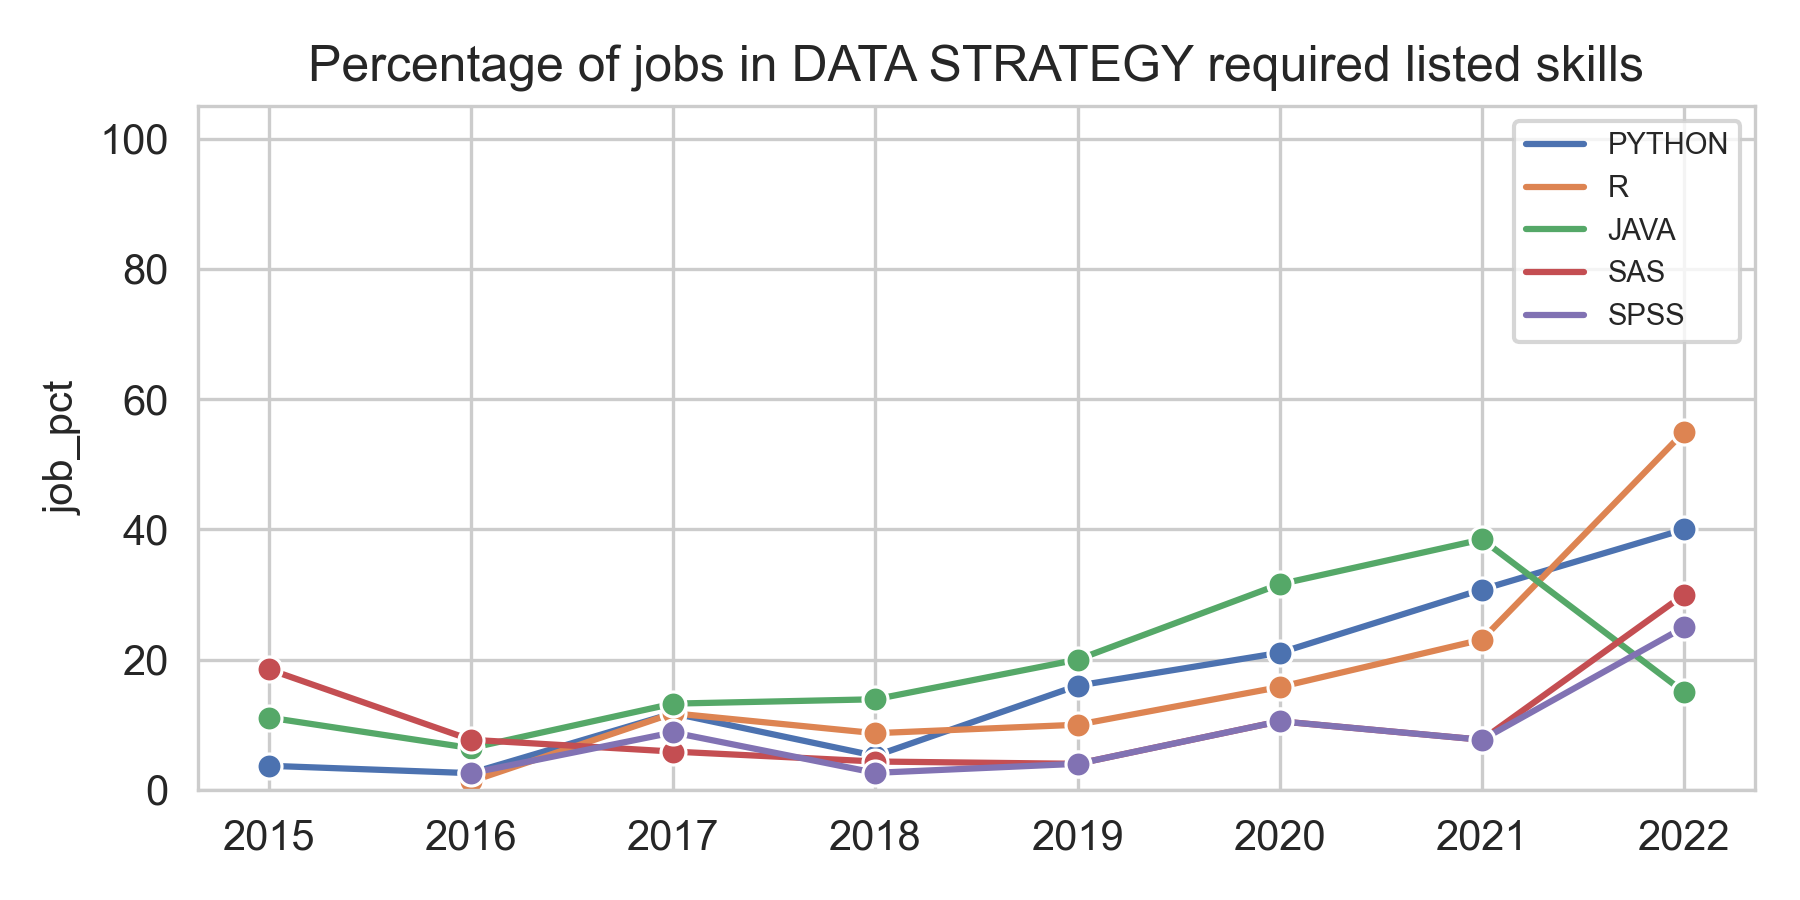 Percentage of jobs in DATA STRATEGY required listed skills
100
80
60
40
20
0
job_pct
PYTHON
R
JAVA
SAS
SPSS
2015 2016 2017 2018 2019 2020 2021 2022